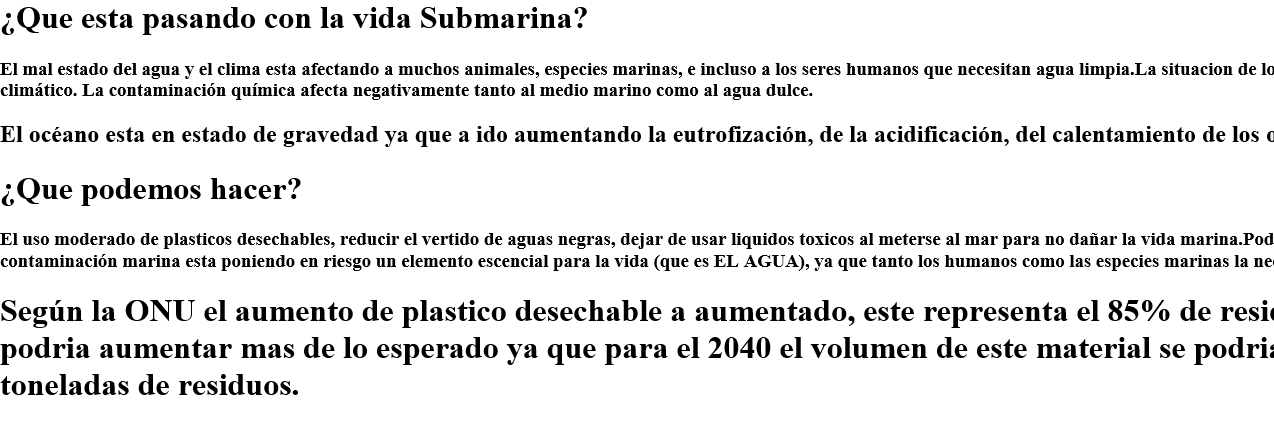 ¿Que esta pasando con la vida Submarina?
El mal estado del agua y el clima esta afectando a muchos animales, especies marinas, e incluso a los seres humanos que necesitan agua limpia.La situacion de
climático. La contaminación química afecta negativamente tanto al medio marino como al agua dulce.
El océano esta en estado de gravedad ya que a ido aumentando la eutrofización, de la acidificación, del calentamiento de los
¿Que podemos hacer?
El uso moderado de plasticos desechables, reducir el vertido de aguas negras, dejar de usar liquidos toxicos al meterse al mar para no dañar la vida marina.
contaminación marina esta poniendo en riesgo un elemento escencial para la vida (que es EL AGUA), ya que tanto los humanos como las especies marinas la
Según la ONU el aumento de plastico desechable a aumentado, este representa el 85% de
podria aumentar mas de lo esperado ya que para el 2040 el volumen de este material se
toneladas de residuos.